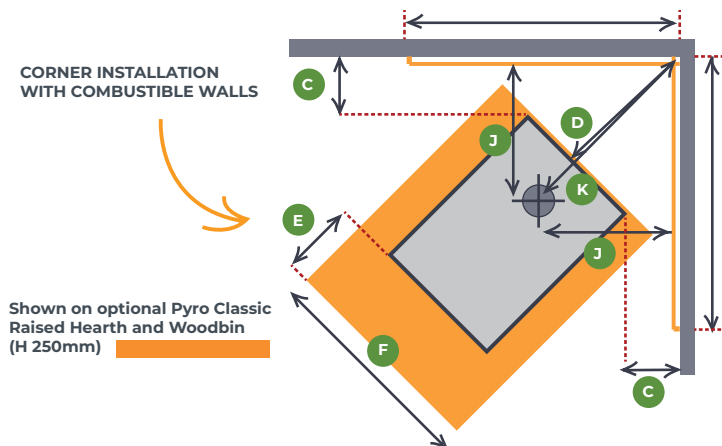 CORNER INSTALLATION
WITH COMBUSTIBLE WALLS
C
D
J
K
E
J
Shown on optional Pyro Classic
Raised Hearth and Woodbin
(H 250mm)
F
C